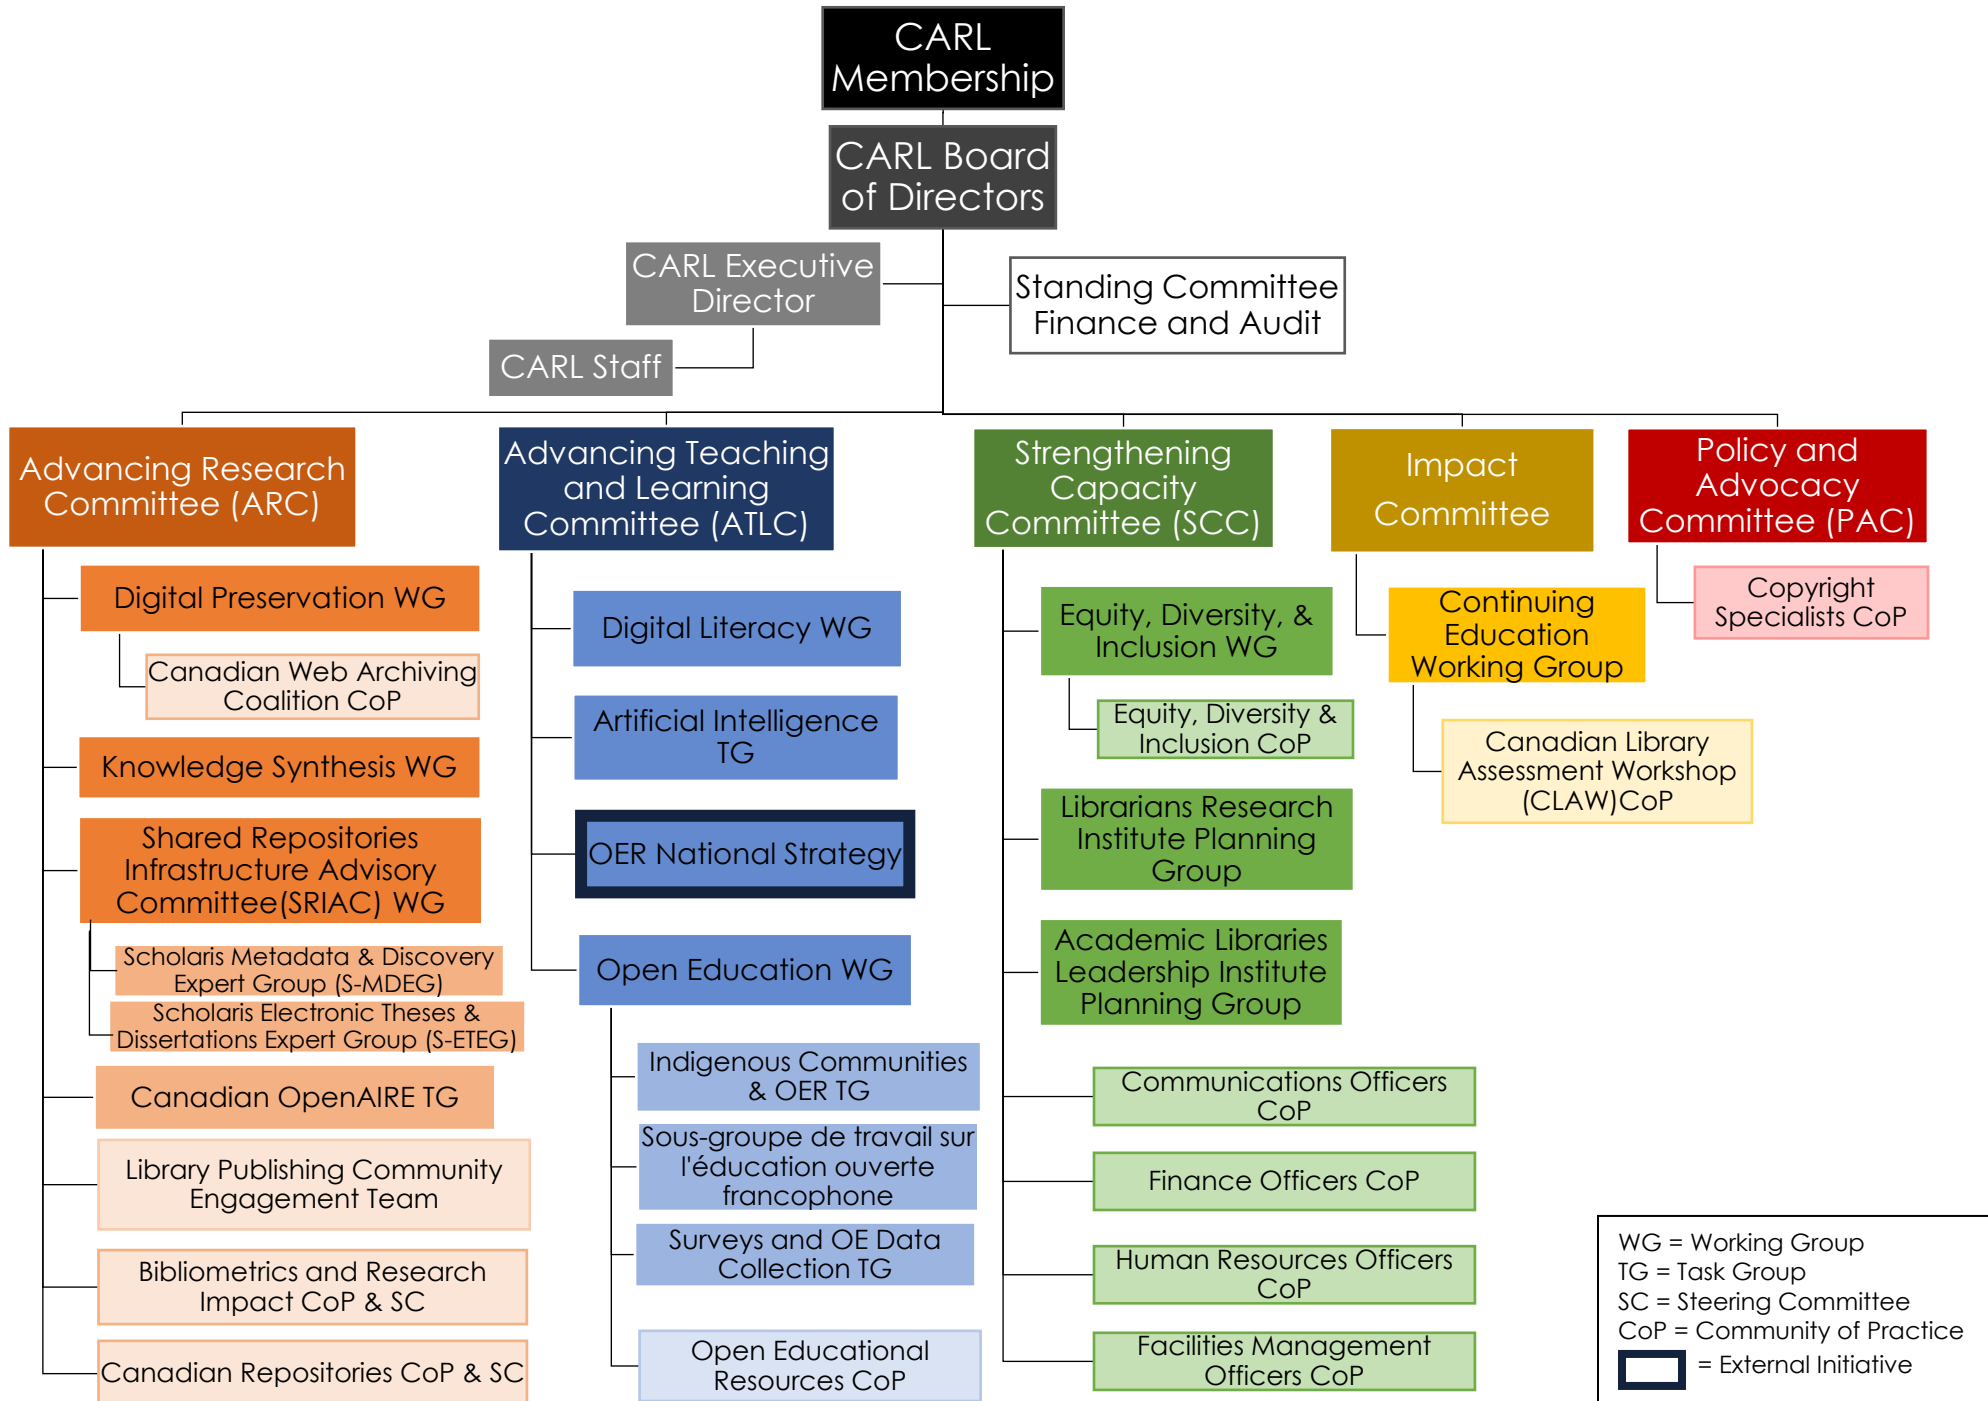 CARL
Membership
CARL Board
of Directors
CARL Executive
Director
Standing Committee
Finance and Audit
CARL Staff
Advancing Research
Committee (ARC)
Digital Preservation WG
Canadian Web Archiving
Coalition CoP
Knowledge Synthesis WG
Shared Repositories
Infrastructure Advisory
Committee(SRIAC) WG
Scholaris Metadata & Discovery
Expert Group (S-MDEG)
Scholaris Electronic Theses &
Dissertations Expert Group (S-ETEG)
Canadian OpenAIRE TG
Library Publishing Community
Engagement Team
Bibliometrics and Research
Impact CoP & SC
Canadian Repositories CoP & SC
Advancing Teaching
and Learning
Committee (ATLC)
Digital Literacy WG
Artificial Intelligence
TG
OER National Strategy
Open Education WG
Indigenous Communities
& OER TG
Sous-groupe de travail sur
l'éducation ouverte
francophone
Surveys and OE Data
Collection TG
Open Educational
Resources CoP
Strengthening
Capacity
Committee (SCC)
Equity, Diversity, &
Inclusion WG
Equity, Diversity &
Inclusion CoP
Librarians Research
Institute Planning
Group
Academic Libraries
Leadership Institute
Planning Group
Communications Officers
CoP
Finance Officers CoP
Human Resources Officers
CoP
Facilities Management
Officers CoP
Impact
Committee
Continuing
Education
Working Group
Canadian Library
Assessment Workshop
(CLAW)CoP
Policy and
Advocacy
Committee (PAC)
Copyright
Specialists CoP
WG = Working Group
TG = Task Group
SC = Steering Committee
CoP = Community of Practice
= External Initiative